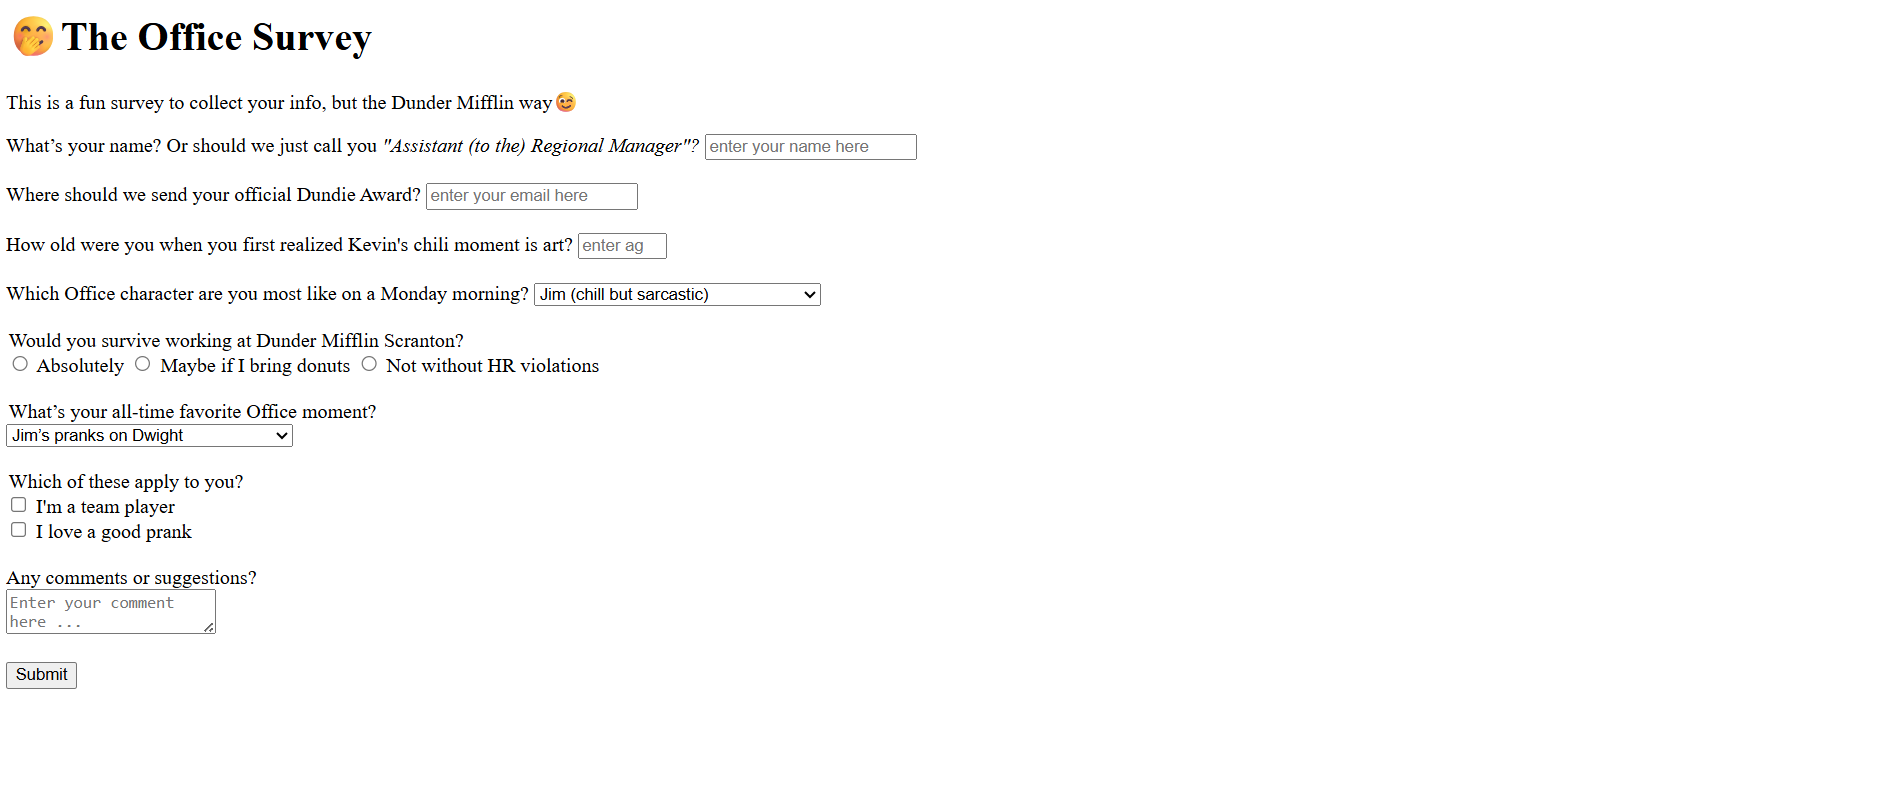 🤭 The Office Survey
This is a fun survey to collect your info, but the Dunder Mifflin way😉
What’s your name? Or should we just call you "Assistant (to the) Regional Manager"? enter your name here
Where should we send your official Dundie Award? enter your email here
How old were you when you first realized Kevin's chili moment is art? enter ag
Which Office character are you most like on a Monday morning? Jim (chill but sarcastic)
Would you survive working at Dunder Mifflin Scranton?
Absolutely Maybe if I bring donuts Not without HR violations
What’s your all-time favorite Office moment?
Jim’s pranks on Dwight
Which of these apply to you?
I'm a team player
I love a good prank
Any comments or suggestions?
Enter your comment
here ...
Submit